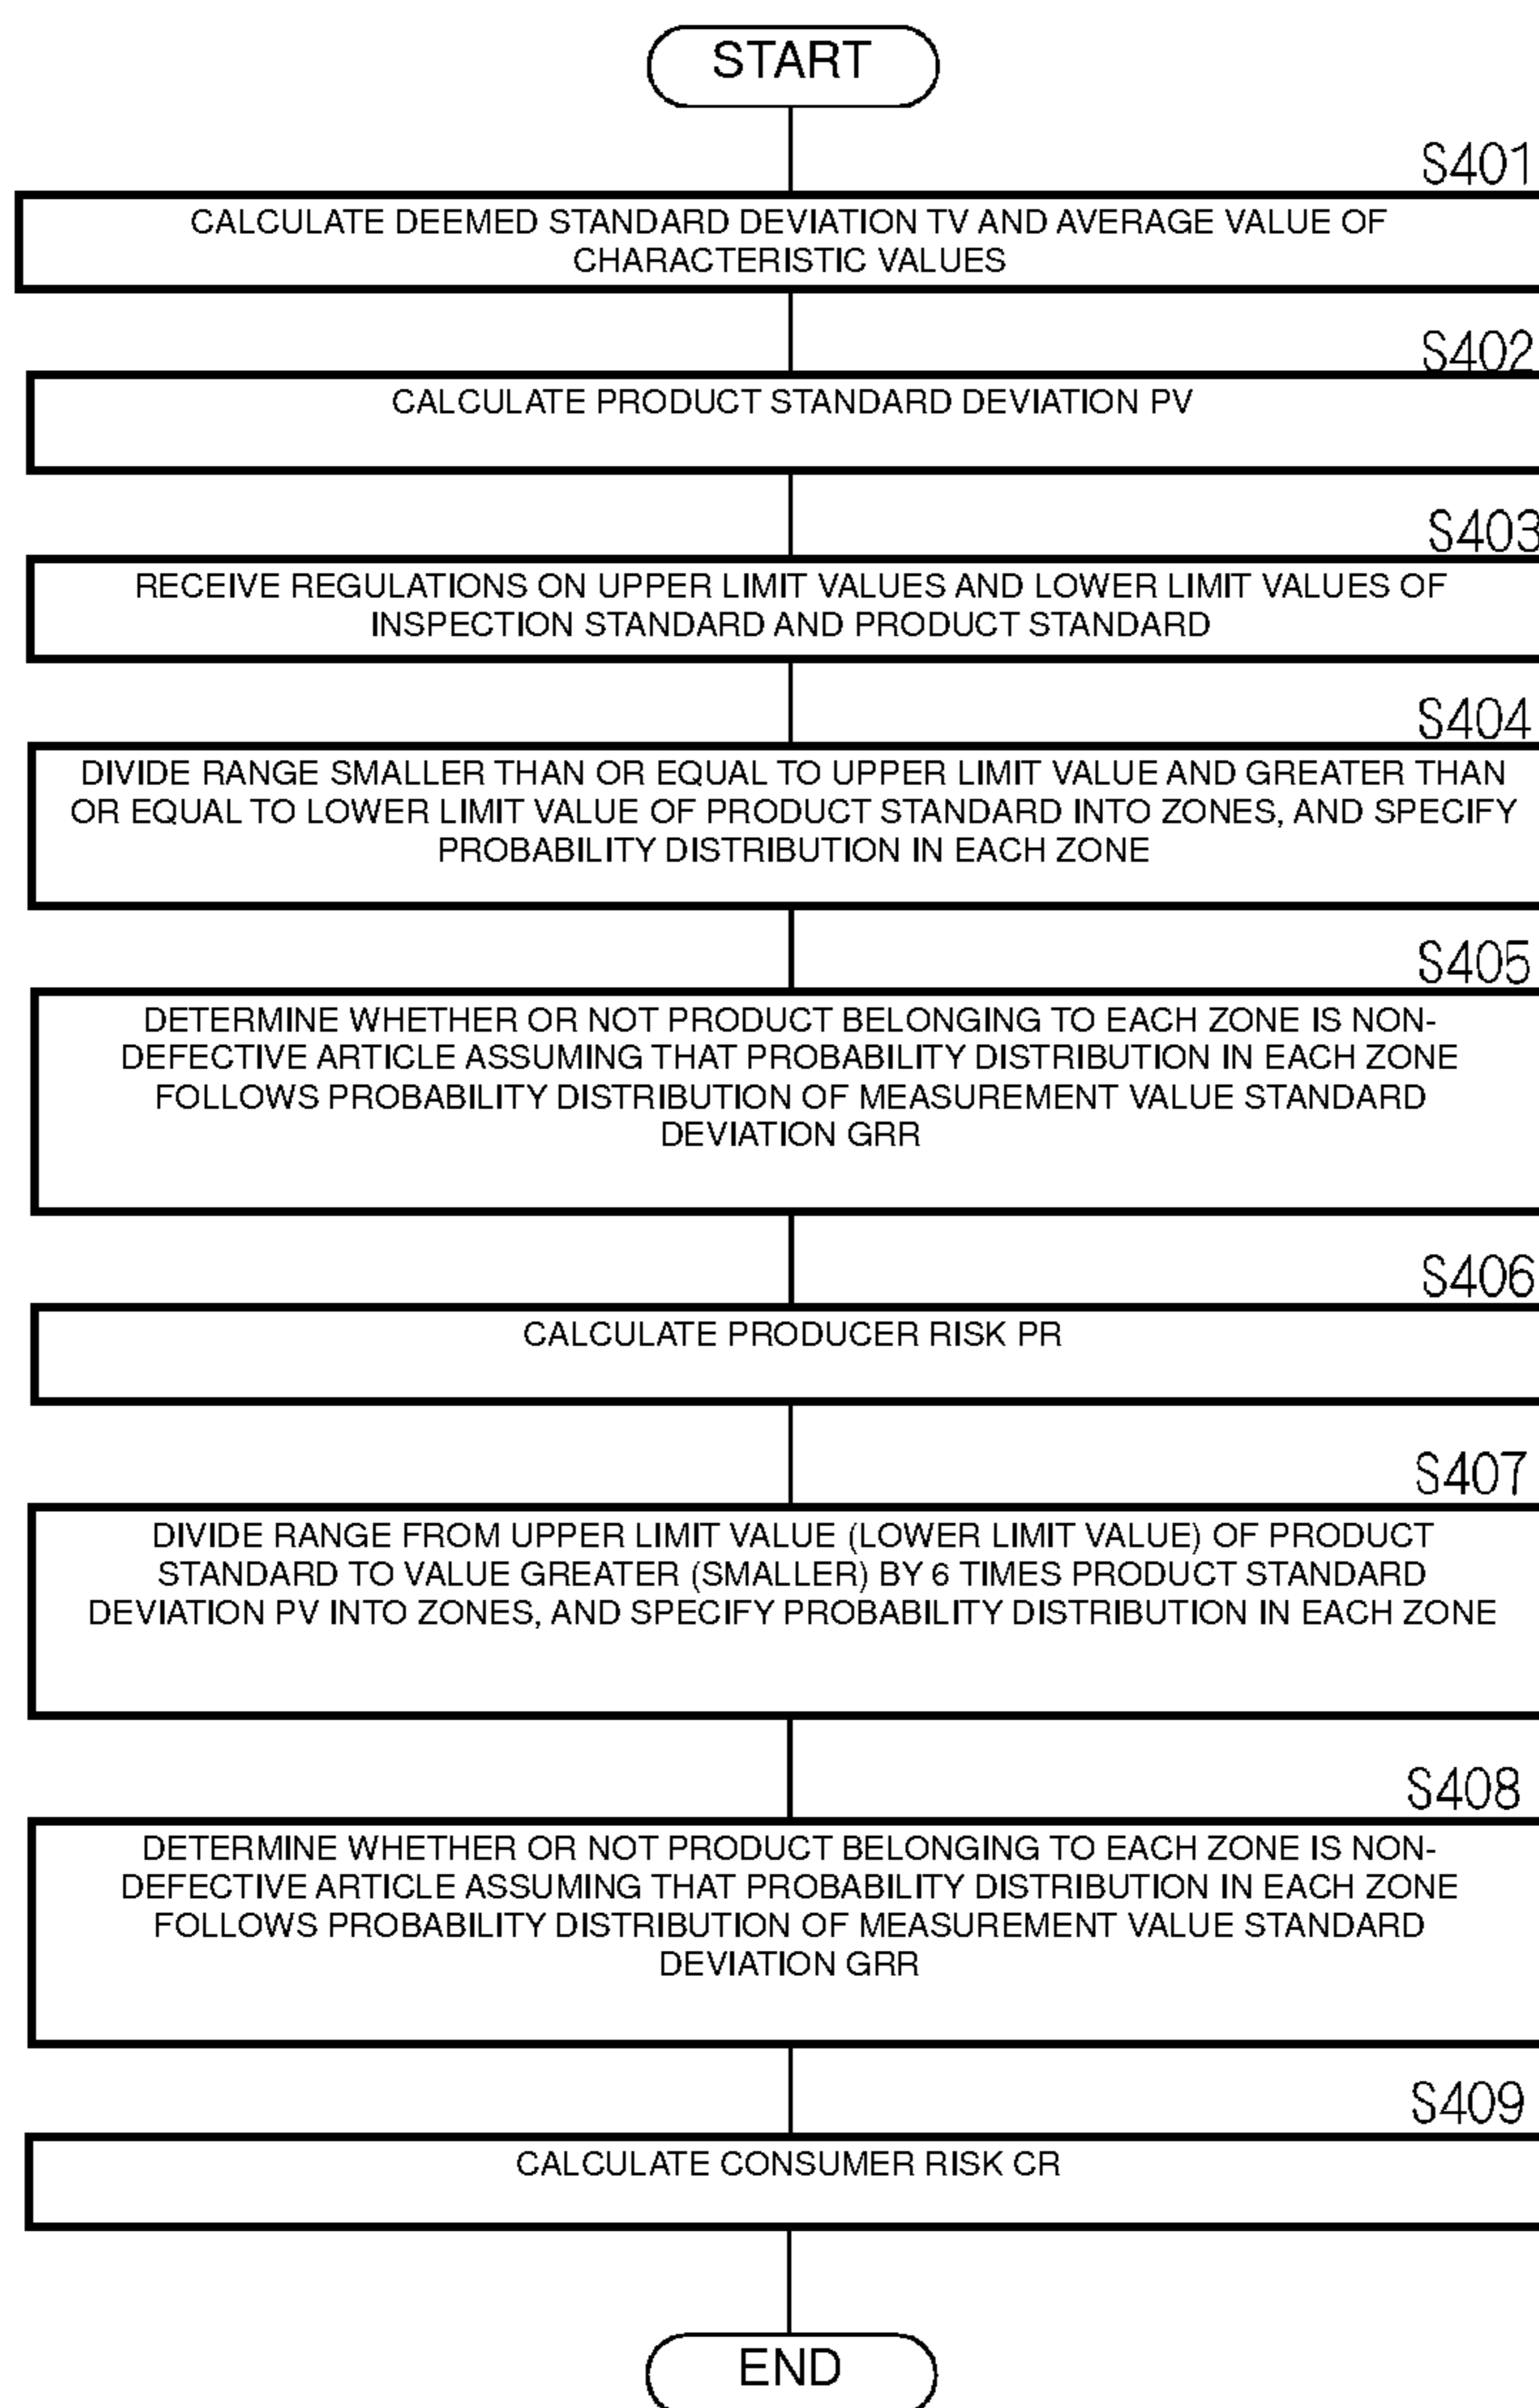 START
S401
CALCULATE DEEMED STANDARD DEVIATION TV AND AVERAGE VALUE OF
CHARACTERISTIC VALUES
S402
CALCULATE PRODUCT STANDARD DEVIATION PV
S403
RECEIVE REGULATIONS ON UPPER LIMIT VALUES AND LOWER LIMIT VALUES OF
INSPECTION STANDARD AND PRODUCT STANDARD
S404
DIVIDE RANGE SMALLER THAN OR EQUAL TO UPPER LIMIT VALUE AND GREATER THAN
OR EQUAL TO LOWER LIMIT VALUE OF PRODUCT STANDARD INTO ZONES, AND SPECIFY
PROBABILITY DISTRIBUTION IN EACH ZONE
S405
DETERMINE WHETHER OR NOT PRODUCT BELONGING TO EACH ZONE IS NON-
DEFECTIVE ARTICLE ASSUMING THAT PROBABILITY DISTRIBUTION IN EACH ZONE
FOLLOWS PROBABILITY DISTRIBUTION OF MEASUREMENT VALUE STANDARD
DEVIATION GRR
S406
CALCULATE PRODUCER RISK PR
S407
DIVIDE RANGE FROM UPPER LIMIT VALUE (LOWER LIMIT VALUE) OF PRODUCT
STANDARD TO VALUE GREATER (SMALLER) BY 6 TIMES PRODUCT STANDARD
DEVIATION PV INTO ZONES, AND SPECIFY PROBABILITY DISTRIBUTION IN EACH ZONE
S408
DETERMINE WHETHER OR NOT PRODUCT BELONGING TO EACH ZONE IS NON-
DEFECTIVE ARTICLE ASSUMING THAT PROBABILITY DISTRIBUTION IN EACH ZONE
FOLLOWS PROBABILITY DISTRIBUTION OF MEASUREMENT VALUE STANDARD
DEVIATION GRR
S409
CALCULATE CONSUMER RISK CR
END